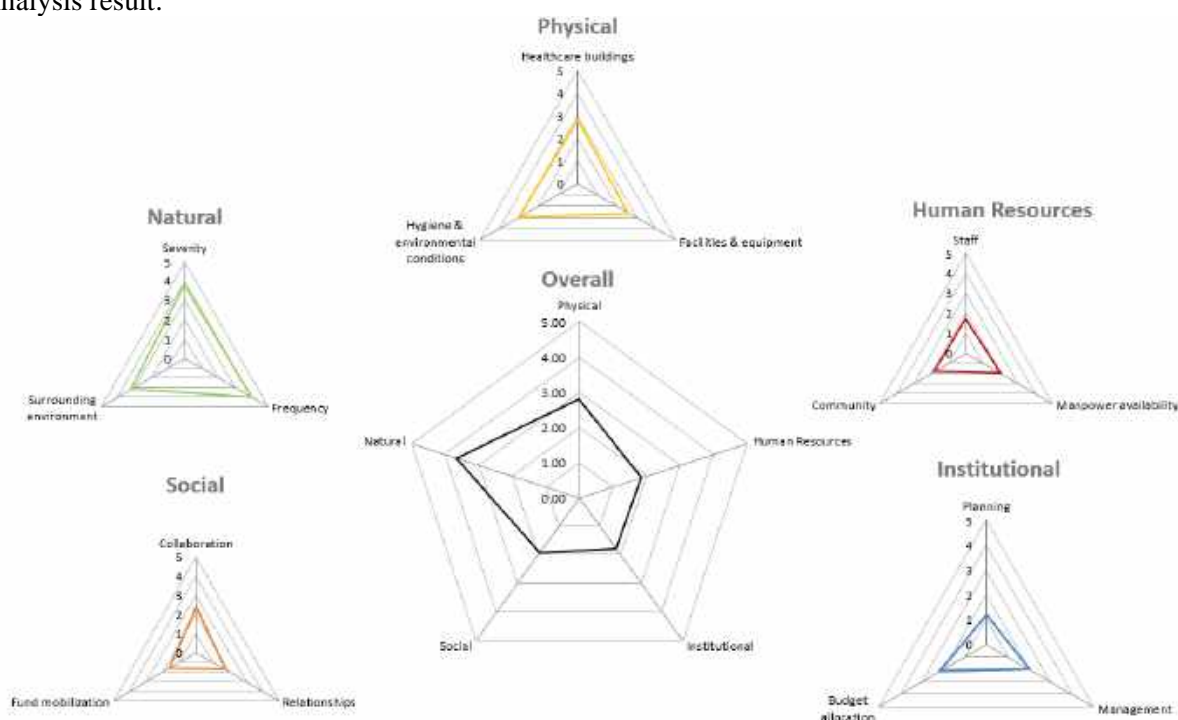 nalysis result.
Physical
Healthcare buildings
5
4
3
2
1
0
Hygiene &
environmental
conditions
Facilities & equipment
Natural
Severity
5
4
3
2
1
0
Surrounding
environment
Frequency
Human Resources
Staff
5
4
3
2
1
0
Community
Manpower availability
Overall
Physical
5.00
4.00
3.00
2.00
1.00
0.00
Natural
Human Resources
Social
Institutional
Social
Collaboration
5
4
3
2
1
0
Fund mobilization
Relationships
Institutional
Planning
5
4
3
2
1
0
Budget
allocation
Management